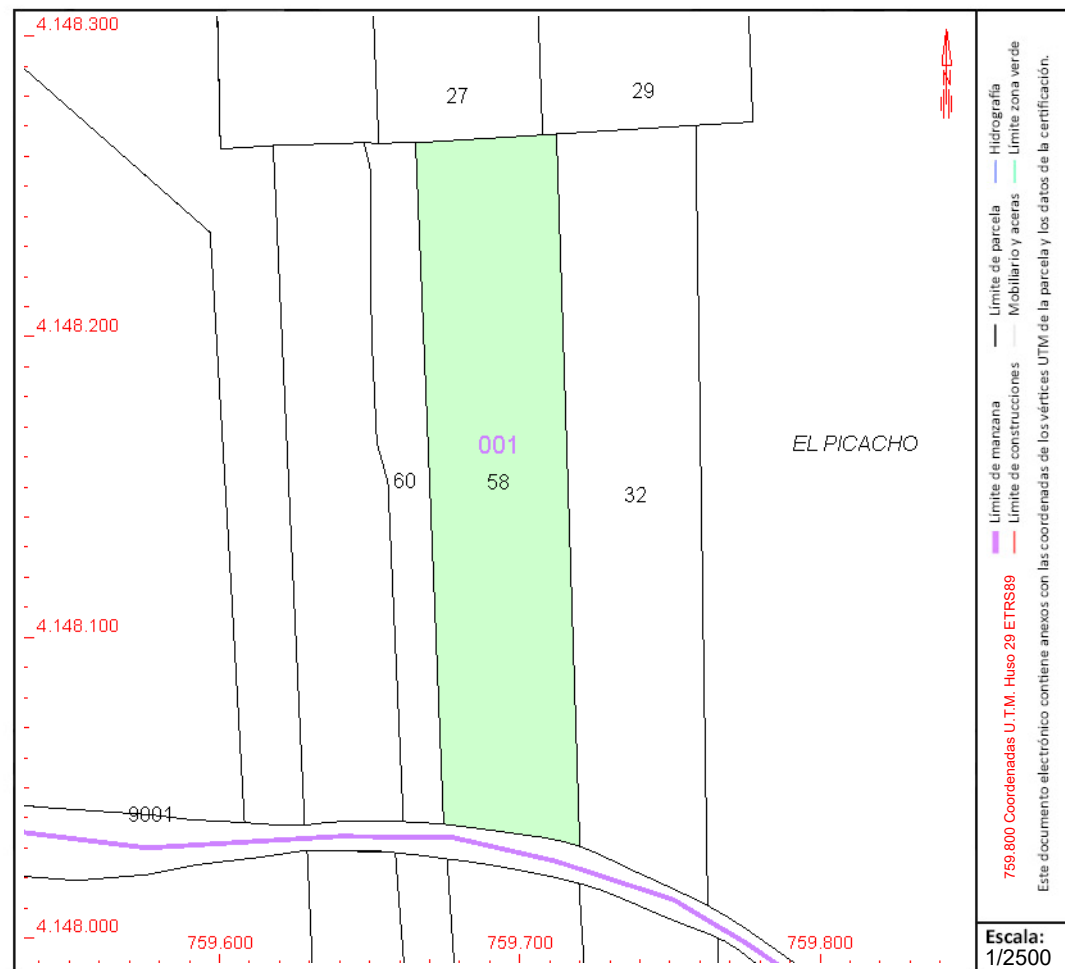 4.148.300
27
29
4.148.200
001
EL PICACHO
60
58
32
4.148.100
9001
4.148.000
759.600
759.700
759.800
N
Límite de manzana
Límite de parcela
Hidrografía
Límite de construcciones
Mobiliario y aceras
Límite zona verde
759.800 Coordenadas U.T.M. Huso 29 ETRS89
Este documento electrónico contiene anexos con las coordenadas de los vértices UTM de la parcela y los datos de la certificación.
Escala:
1/2500